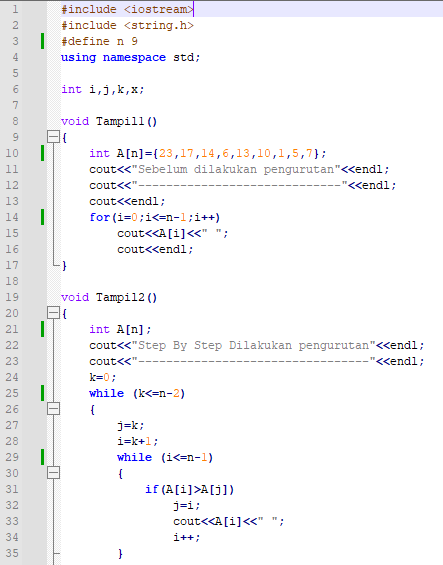 1 #include <iostream>
2 #include <string.h>
3 #define n 9
4 using namespace std;
5
6 int i,j,k,x;
7
8 void Tampil1()
9 {
10 int A[n]={23,17,14,6,13,10,1,5,7};
11 cout<<"Sebelum dilakukan pengurutan"<<endl;
12 cout<<"-----------------------------"<<endl;
13 cout<<endl;
14 for(i=0;i<=n-1;i++)
15 cout<<A[i]<<" ";
16 cout<<endl;
17 }
18
19 void Tampil2()
20 {
21 int A[n];
22 cout<<"Step By Step Dilakukan pengurutan"<<endl;
23 cout<<"---------------------------------"<<endl;
24 k=0;
25 while (k<=n-2)
26 {
27 j=k;
28 i=k+1;
29 while (i<=n-1)
30 {
31 if(A[i]>A[j])
32 j=i;
33 cout<<A[i]<<" ";
34 i++;
35 }